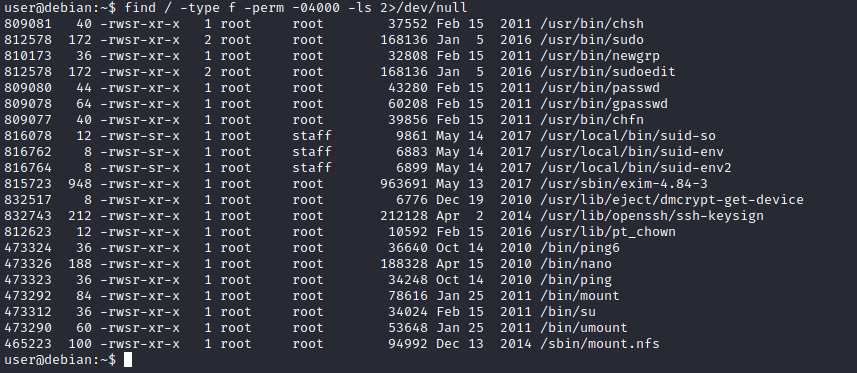 user@debian:~$ find / -type f -perm -04000 -ls 2>/dev/null
809081   40 -rwsr-xr-x   1 root     root        37552 Feb 15  2011 /usr/bin/chsh
812578  172 -rwsr-xr-x   2 root     root       168136 Jan  5  2016 /usr/bin/sudo
810173   36 -rwsr-xr-x   1 root     root        32808 Feb 15  2011 /usr/bin/newgrp
812578  172 -rwsr-xr-x   2 root     root       168136 Jan  5  2016 /usr/bin/sudoedit
809080   44 -rwsr-xr-x   1 root     root        43280 Feb 15  2011 /usr/bin/passwd
809078   64 -rwsr-xr-x   1 root     root        60208 Feb 15  2011 /usr/bin/gpasswd
809077   40 -rwsr-xr-x   1 root     root        39856 Feb 15  2011 /usr/bin/chfn
816078   12 -rwsr-sr-x   1 root     staff        9861 May 14  2017 /usr/local/bin/suid-so
816762    8 -rwsr-sr-x   1 root     staff        6883 May 14  2017 /usr/local/bin/suid-env
816764    8 -rwsr-sr-x   1 root     staff        6899 May 14  2017 /usr/local/bin/suid-env2
815723  948 -rwsr-xr-x   1 root     root       963691 May 13  2017 /usr/sbin/exim-4.84-3
832517    8 -rwsr-xr-x   1 root     root         6776 Dec 19  2010 /usr/lib/eject/dmcrypt-get-device
832743  212 -rwsr-xr-x   1 root     root       212128 Apr  2  2014 /usr/lib/openssh/ssh-keysign
812623   12 -rwsr-xr-x   1 root     root        10592 Feb 15  2016 /usr/lib/pt_chown
473324   36 -rwsr-xr-x   1 root     root        36640 Oct 14  2010 /bin/ping6
473326  188 -rwsr-xr-x   1 root     root       188328 Apr 15  2010 /bin/nano
473323   36 -rwsr-xr-x   1 root     root        34248 Oct 14  2010 /bin/ping
473292   84 -rwsr-xr-x   1 root     root        78616 Jan 25  2011 /bin/mount
473312   36 -rwsr-xr-x   1 root     root        34024 Feb 15  2011 /bin/su
473290   60 -rwsr-xr-x   1 root     root        53648 Jan 25  2011 /bin/umount
465223  100 -rwsr-xr-x   1 root     root        94992 Dec 13  2014 /sbin/mount.nfs
user@debian:~$